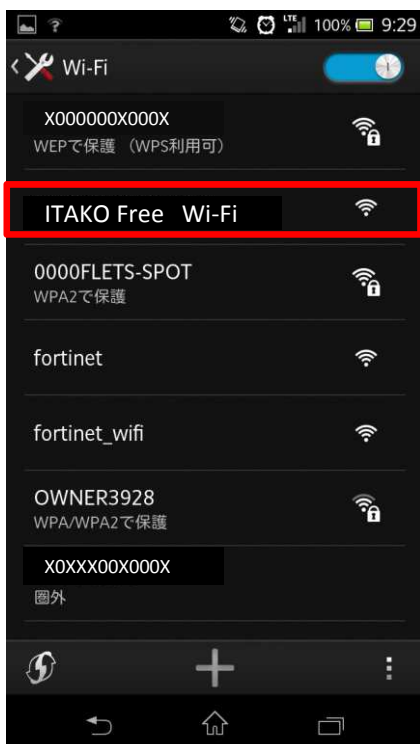 LTE 100% 9:29
Wi-Fi
X000000X000X
WEPで保護 （WPS利用可）
ITAKO Free Wi-Fi
0000FLETS-SPOT
WPA2で保護
fortinet
fortinet_wifi
OWNER3928
WPA/WPA2で保護
X0XXX00X000X
圏外